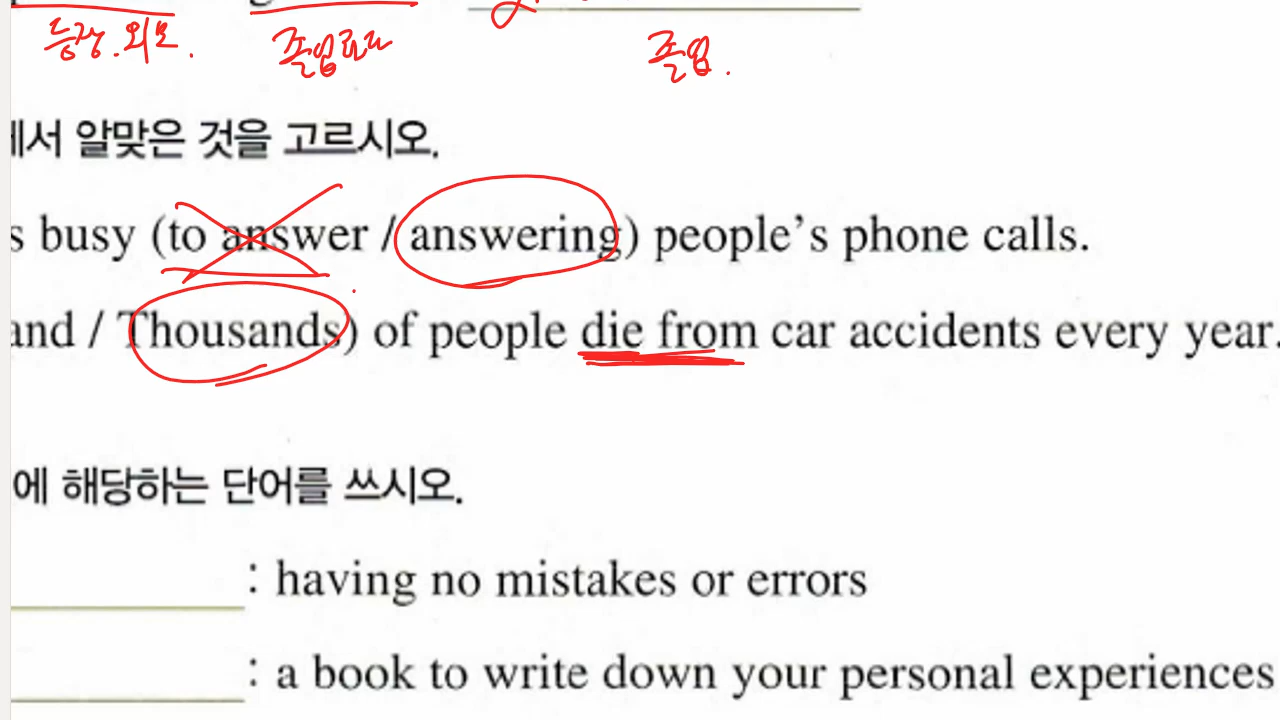 등장.외모. 졸업하다 졸업.
에서 알맞은 것을 고르시오.
s busy (to answer / answering) people's phone calls.
and / Thousands) of people die from car accidents every year.
에 해당하는 단어를 쓰시오.
: having no mistakes or errors
: a book to write down your personal experiences